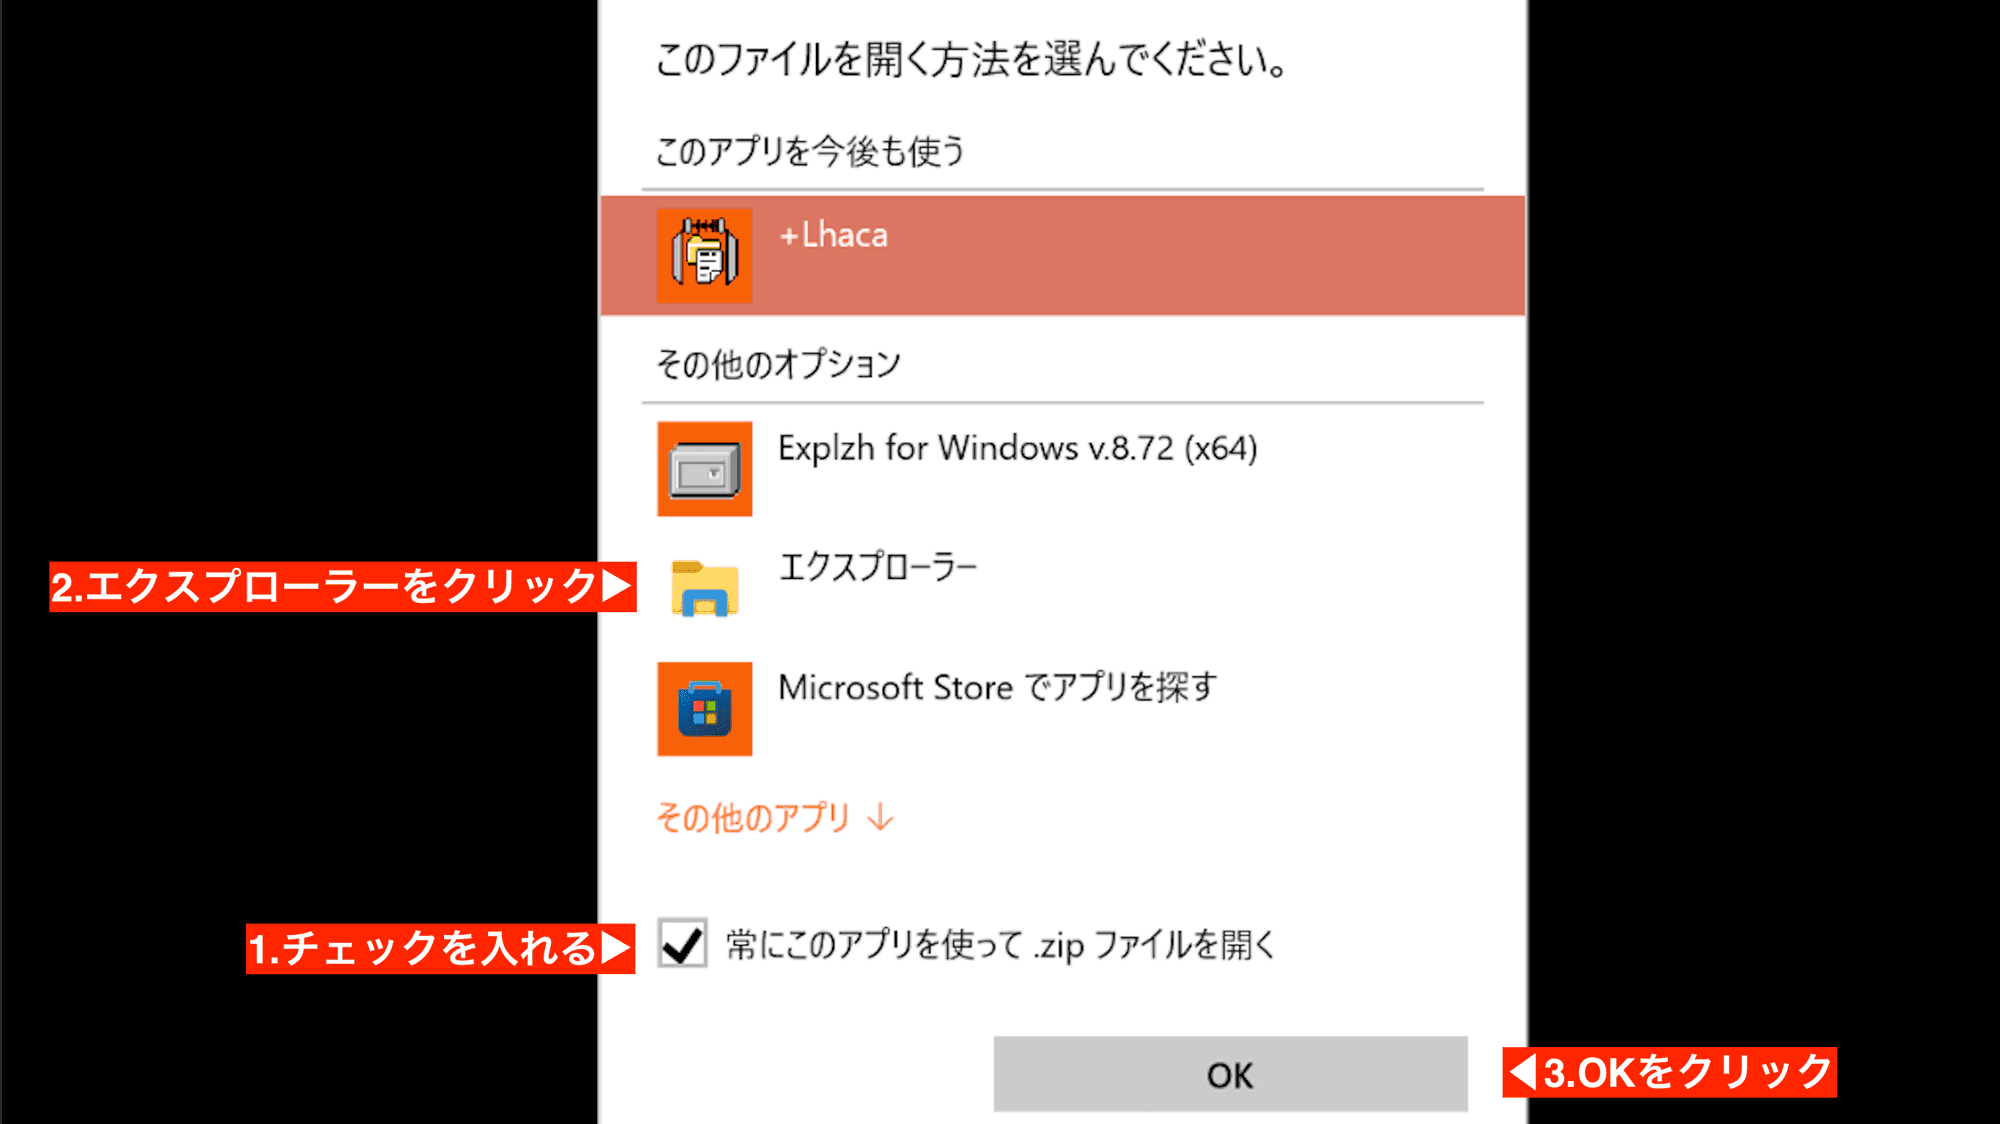 このファイルを開く方法を選んでください。
このアプリを今後も使う
+Lhaca
その他のオプション
Explzh for Windows v.8.72 (x64)
2.エクスプローラーをクリック▶
エクスプローラー
Microsoft Store でアプリを探す
その他のアプリ ↓
1.チェックを入れる▶
常にこのアプリを使って .zip ファイルを開く
OK
◀3.OKをクリック